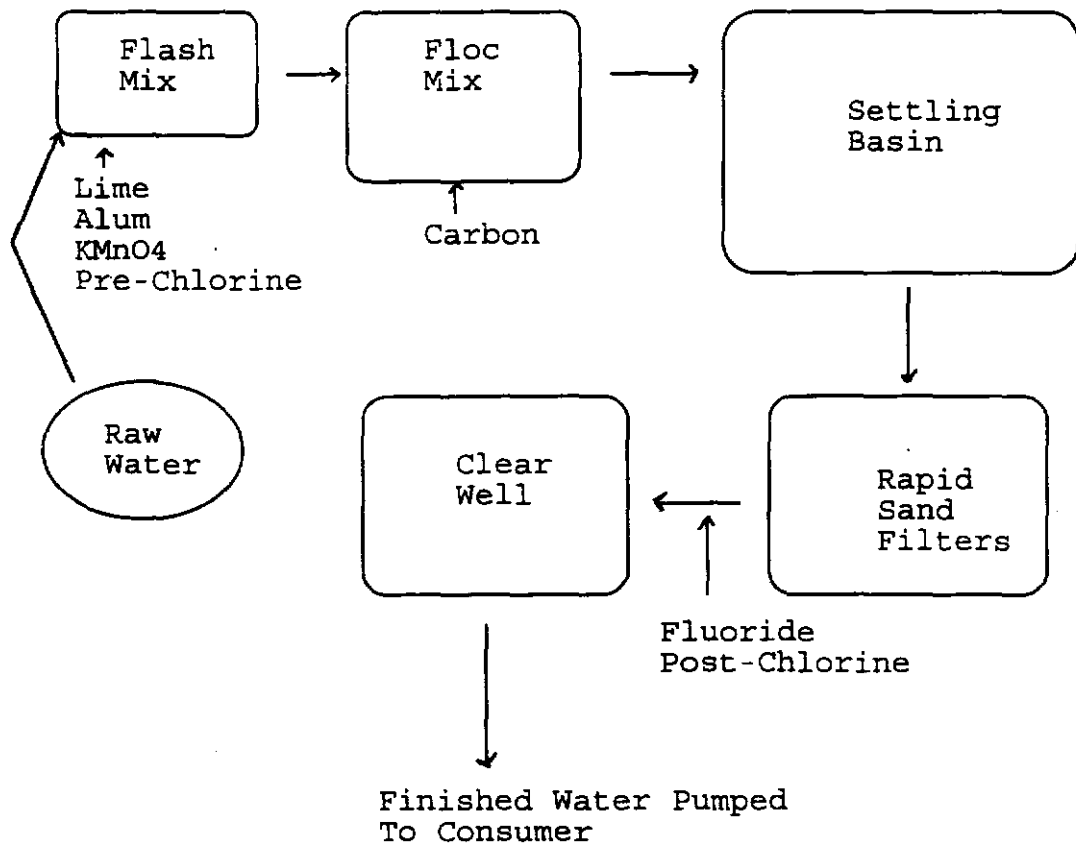 Flash
Mix
Floc
Mix
Settling
Basin
Lime
Alum
KMnO4
Pre-Chlorine
Carbon
Raw
Water
Clear
Well
Rapid
Sand
Filters
Fluoride
Post-Chlorine
Finished Water Pumped
To Consumer